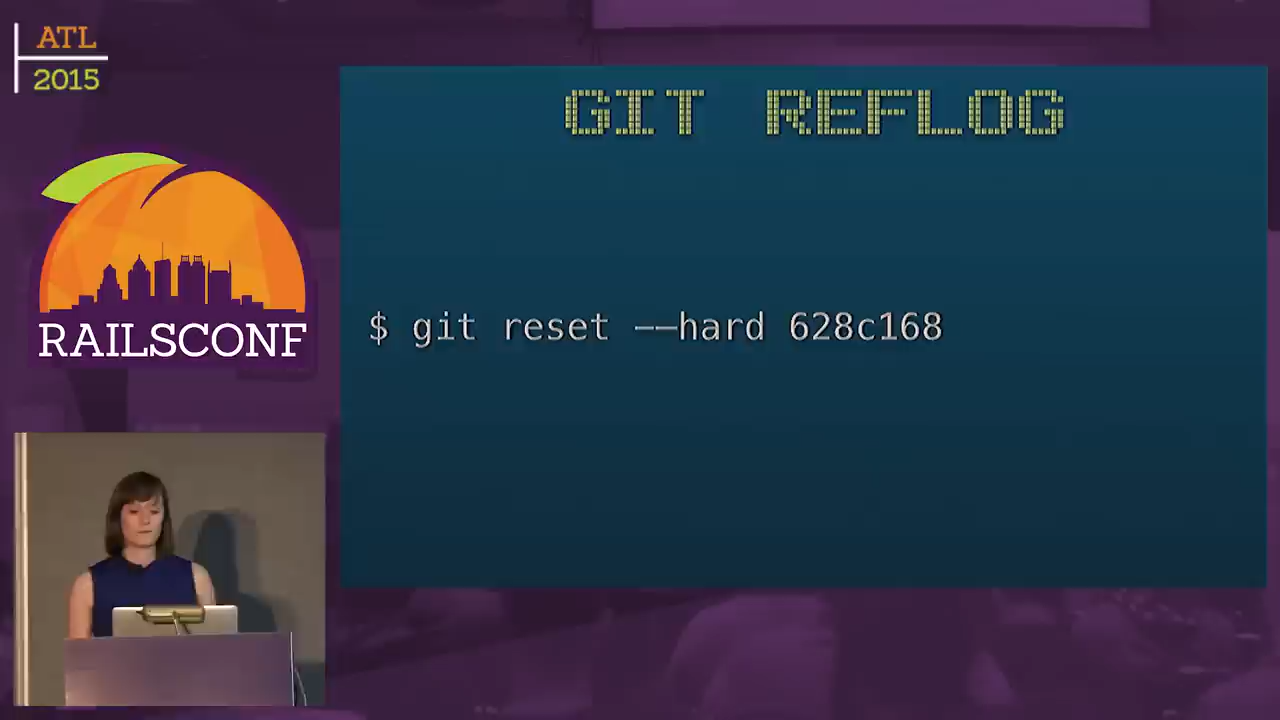 ATL
2015
RAILSCONF
GIT REFLOG
$ git reset --hard 628c168